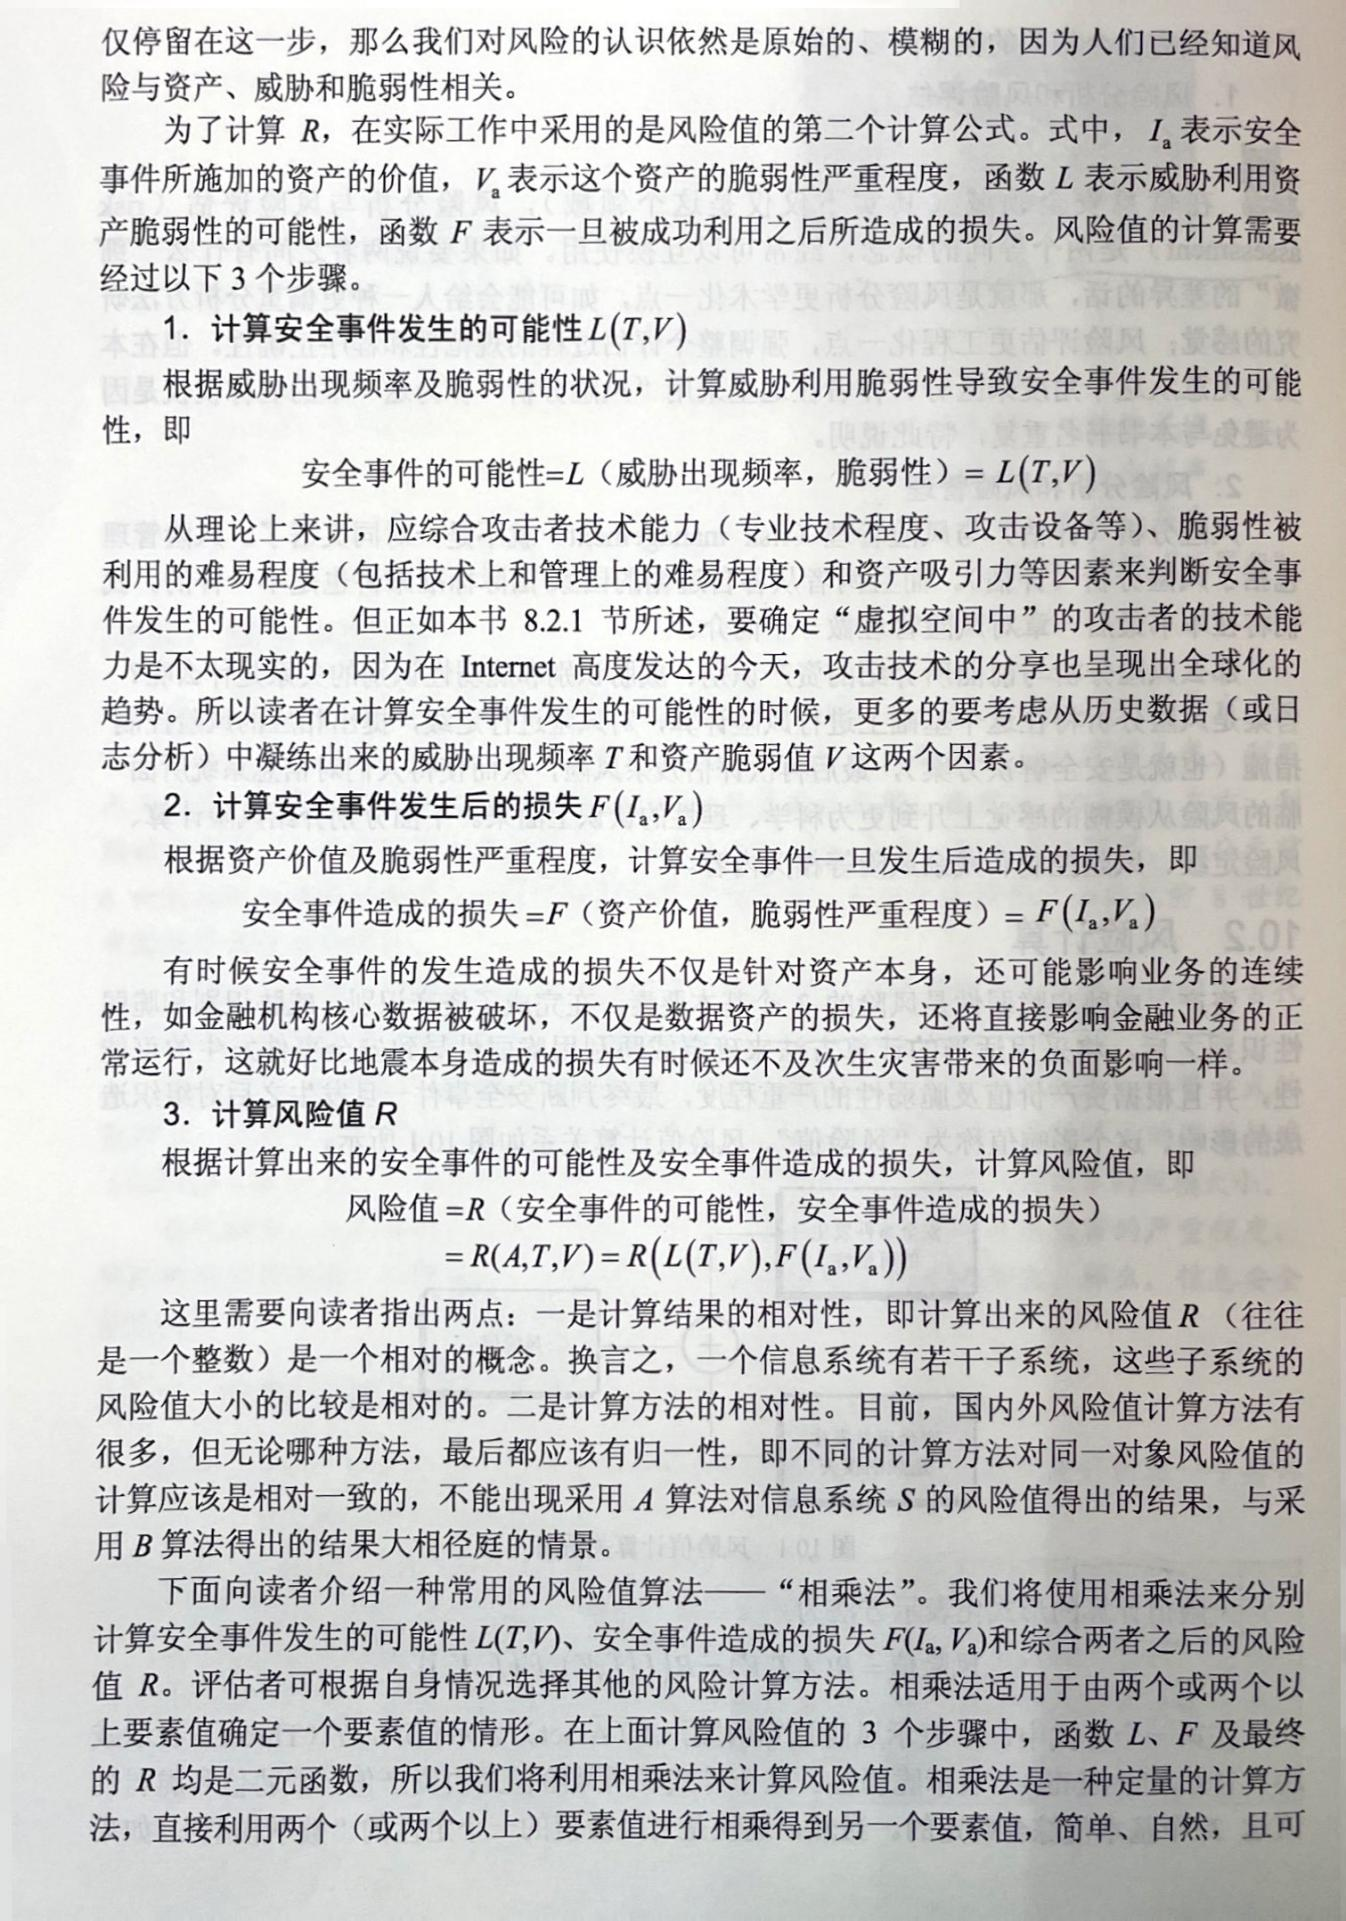 仅停留在这一步，那么我们对风险的认识依然是原始的、模糊的，因为人们已经知道风
险与资产、威胁和脆弱性相关。
为了计算 R，在实际工作中采用的是风险值的第二个计算公式。式中，Iₐ 表示安全
事件所施加的资产的价值，Vₐ 表示这个资产的脆弱性严重程度，函数 L 表示威胁利用资
产脆弱性的可能性，函数 F 表示一旦被成功利用之后所造成的损失。风险值的计算需要
经过以下 3 个步骤。
1．计算安全事件发生的可能性 L(T,V)
根据威胁出现频率及脆弱性的状况，计算威胁利用脆弱性导致安全事件发生的可能
性，即
安全事件的可能性=L（威胁出现频率，脆弱性）= L(T,V)
从理论上来讲，应综合攻击者技术能力（专业技术程度、攻击设备等）、脆弱性被
利用的难易程度（包括技术上和管理上的难易程度）和资产吸引力等因素来判断安全事
件发生的可能性。但正如本书 8.2.1 节所述，要确定“虚拟空间中”的攻击者的技术能
力是不太现实的，因为在 Internet 高度发达的今天，攻击技术的分享也呈现出全球化的
趋势。所以读者在计算安全事件发生的可能性的时候，更多的要考虑从历史数据（或日
志分析）中凝练出来的威胁出现频率 T 和资产脆弱值 V 这两个因素。
2．计算安全事件发生后的损失 F(Iₐ,Vₐ)
根据资产价值及脆弱性严重程度，计算安全事件一旦发生后造成的损失，即
安全事件造成的损失 =F（资产价值，脆弱性严重程度）= F(Iₐ,Vₐ)
有时候安全事件的发生造成的损失不仅是针对资产本身，还可能影响业务的连续
性，如金融机构核心数据被破坏，不仅是数据资产的损失，还将直接影响金融业务的正
常运行，这就好比地震本身造成的损失有时候还不及次生灾害带来的负面影响一样。
3．计算风险值 R
根据计算出来的安全事件的可能性及安全事件造成的损失，计算风险值，即
风险值 =R（安全事件的可能性，安全事件造成的损失）
= R(A,T,V) = R(L(T,V),F(Iₐ,Vₐ))
这里需要向读者指出两点：一是计算结果的相对性，即计算出来的风险值 R （往往
是一个整数）是一个相对的概念。换言之，一个信息系统有若干子系统，这些子系统的
风险值大小的比较是相对的。二是计算方法的相对性。目前，国内外风险值计算方法有
很多，但无论哪种方法，最后都应该有归一性，即不同的计算方法对同一对象风险值的
计算应该是相对一致的，不能出现采用 A 算法对信息系统 S 的风险值得出的结果，与采
用 B 算法得出的结果大相径庭的情景。
下面向读者介绍一种常用的风险值算法——“相乘法”。我们将使用相乘法来分别
计算安全事件发生的可能性 L(T,V)、安全事件造成的损失 F(Iₐ, Vₐ)和综合两者之后的风险
值 R。评估者可根据自身情况选择其他的风险计算方法。相乘法适用于由两个或两个以
上要素值确定一个要素值的情形。在上面计算风险值的 3 个步骤中，函数 L、F 及最终
的 R 均是二元函数，所以我们将利用相乘法来计算风险值。相乘法是一种定量的计算方
法，直接利用两个（或两个以上）要素值进行相乘得到另一个要素值，简单、自然，且可